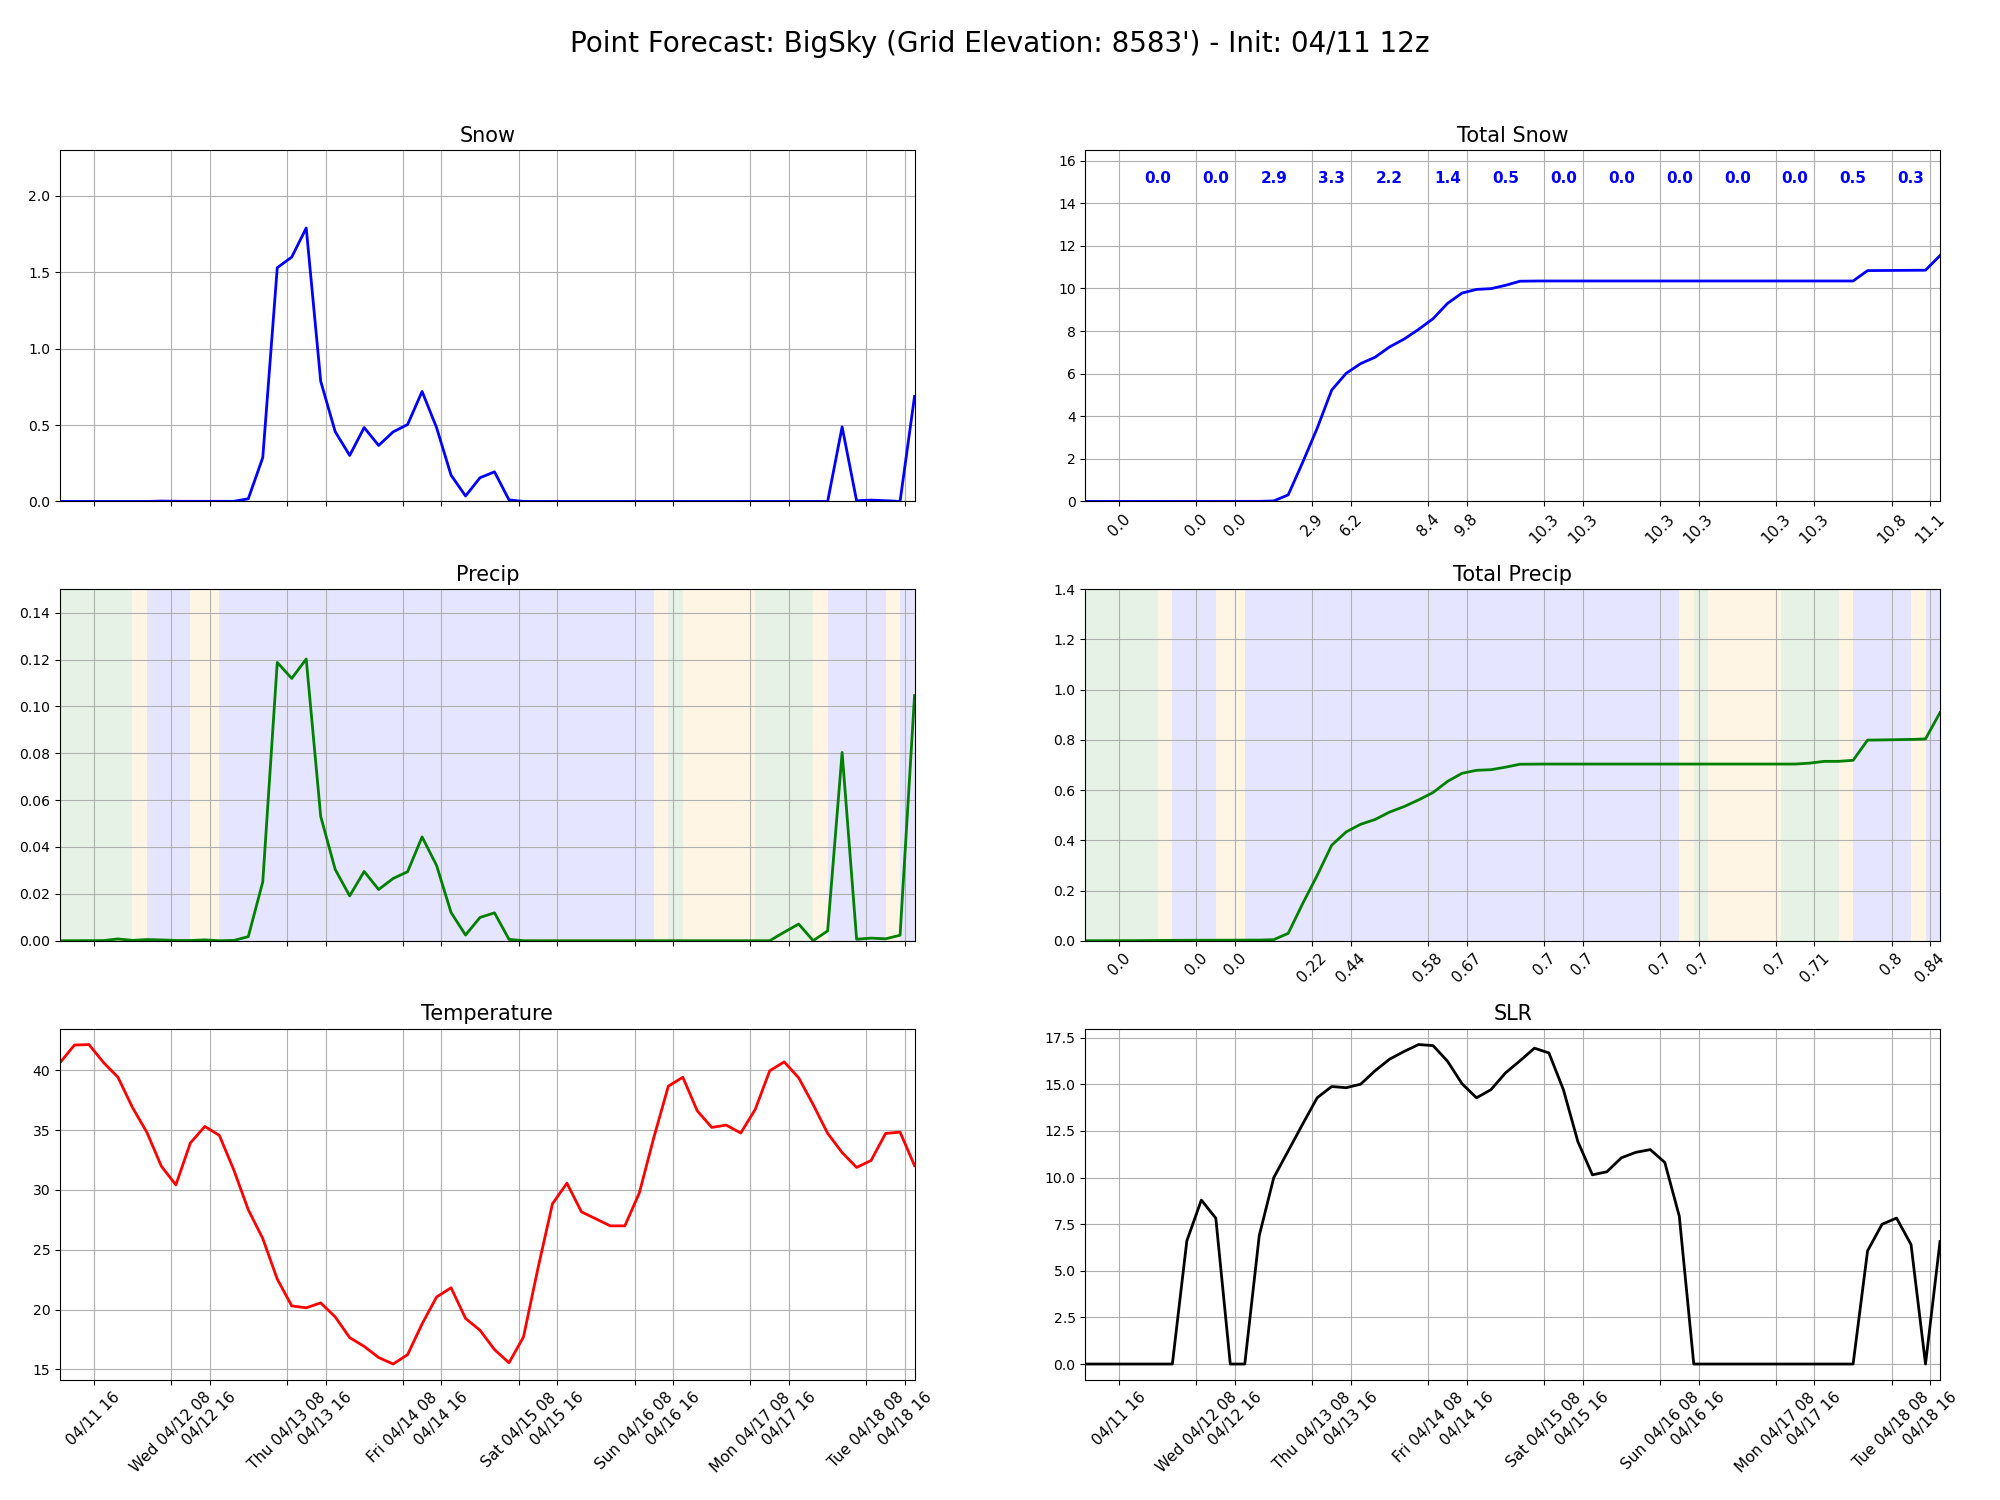 Point Forecast: BigSky (Grid Elevation: 8583') - Init: 04/11 12z
Snow
2.0
1.5
1.0
0.5
0.0
Total Snow
16
14
12
10
8
6
4
2
0
0.0 0.0 2.9 3.3 2.2 1.4 0.5 0.0 0.0 0.0 0.0 0.0 0.5 0.3
0.0 0.0 0.0 2.9 6.2 8.4 9.8 10.3 10.3 10.3 10.3 10.3 10.3 10.8 11.1
Precip
0.14
0.12
0.10
0.08
0.06
0.04
0.02
0.00
Total Precip
1.4
1.2
1.0
0.8
0.6
0.4
0.2
0.0
0.0 0.0 0.0 0.22 0.44 0.58 0.67 0.7 0.7 0.7 0.7 0.7 0.71 0.8 0.84
Temperature
40
35
30
25
20
15
04/11 16
Wed 04/12 08
04/12 16
Thu 04/13 08
04/13 16
Fri 04/14 08
04/14 16
Sat 04/15 08
04/15 16
Sun 04/16 08
04/16 16
Mon 04/17 08
04/17 16
Tue 04/18 08
04/18 16
SLR
17.5
15.0
12.5
10.0
7.5
5.0
2.5
0.0
04/11 16
Wed 04/12 08
04/12 16
Thu 04/13 08
04/13 16
Fri 04/14 08
04/14 16
Sat 04/15 08
04/15 16
Sun 04/16 08
04/16 16
Mon 04/17 08
04/17 16
Tue 04/18 08
04/18 16